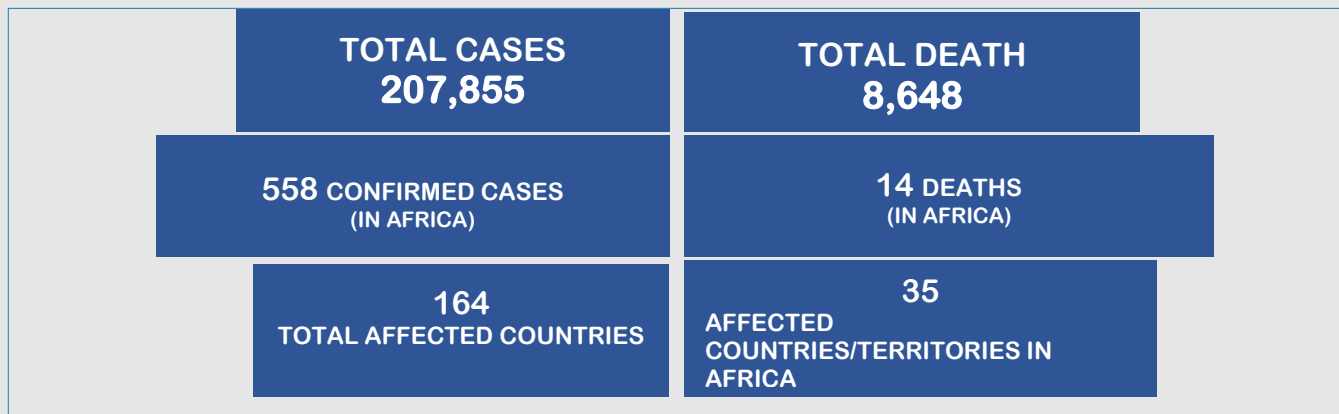 TOTAL CASES
207,855
TOTAL DEATH
8,648
558 CONFIRMED CASES
(IN AFRICA)
14 DEATHS
(IN AFRICA)
164
TOTAL AFFECTED COUNTRIES
35
AFFECTED
COUNTRIES/TERRITORIES IN
AFRICA